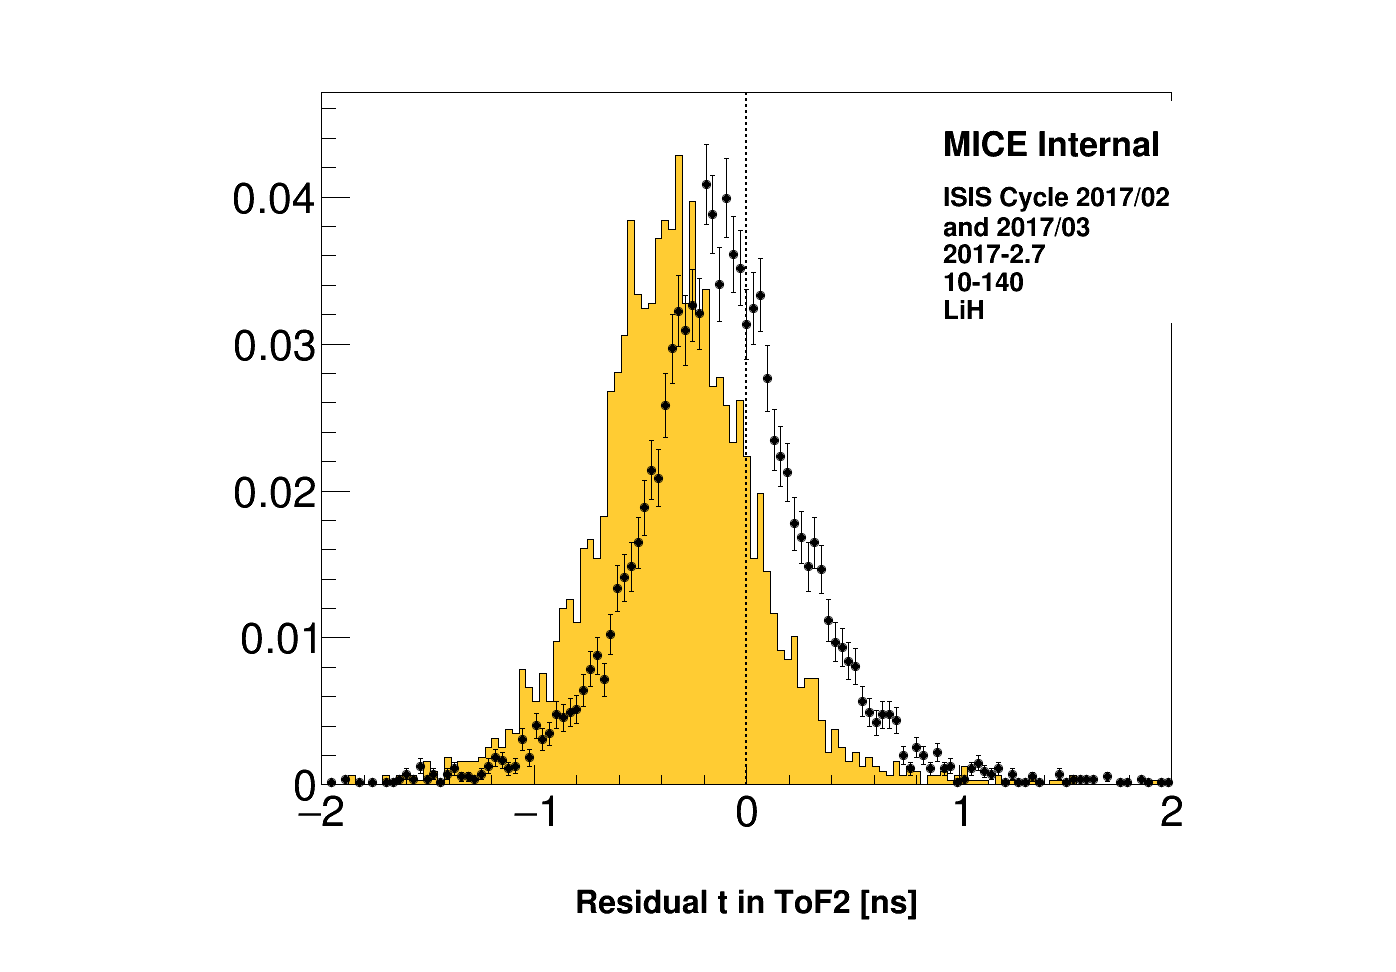 MICE Internal
ISIS Cycle 2017/02
and 2017/03
2017-2.7
10-140
LiH
0.04
0.03
0.02
0.01
0
−2
−1
0
1
2
Residual t in ToF2 [ns]